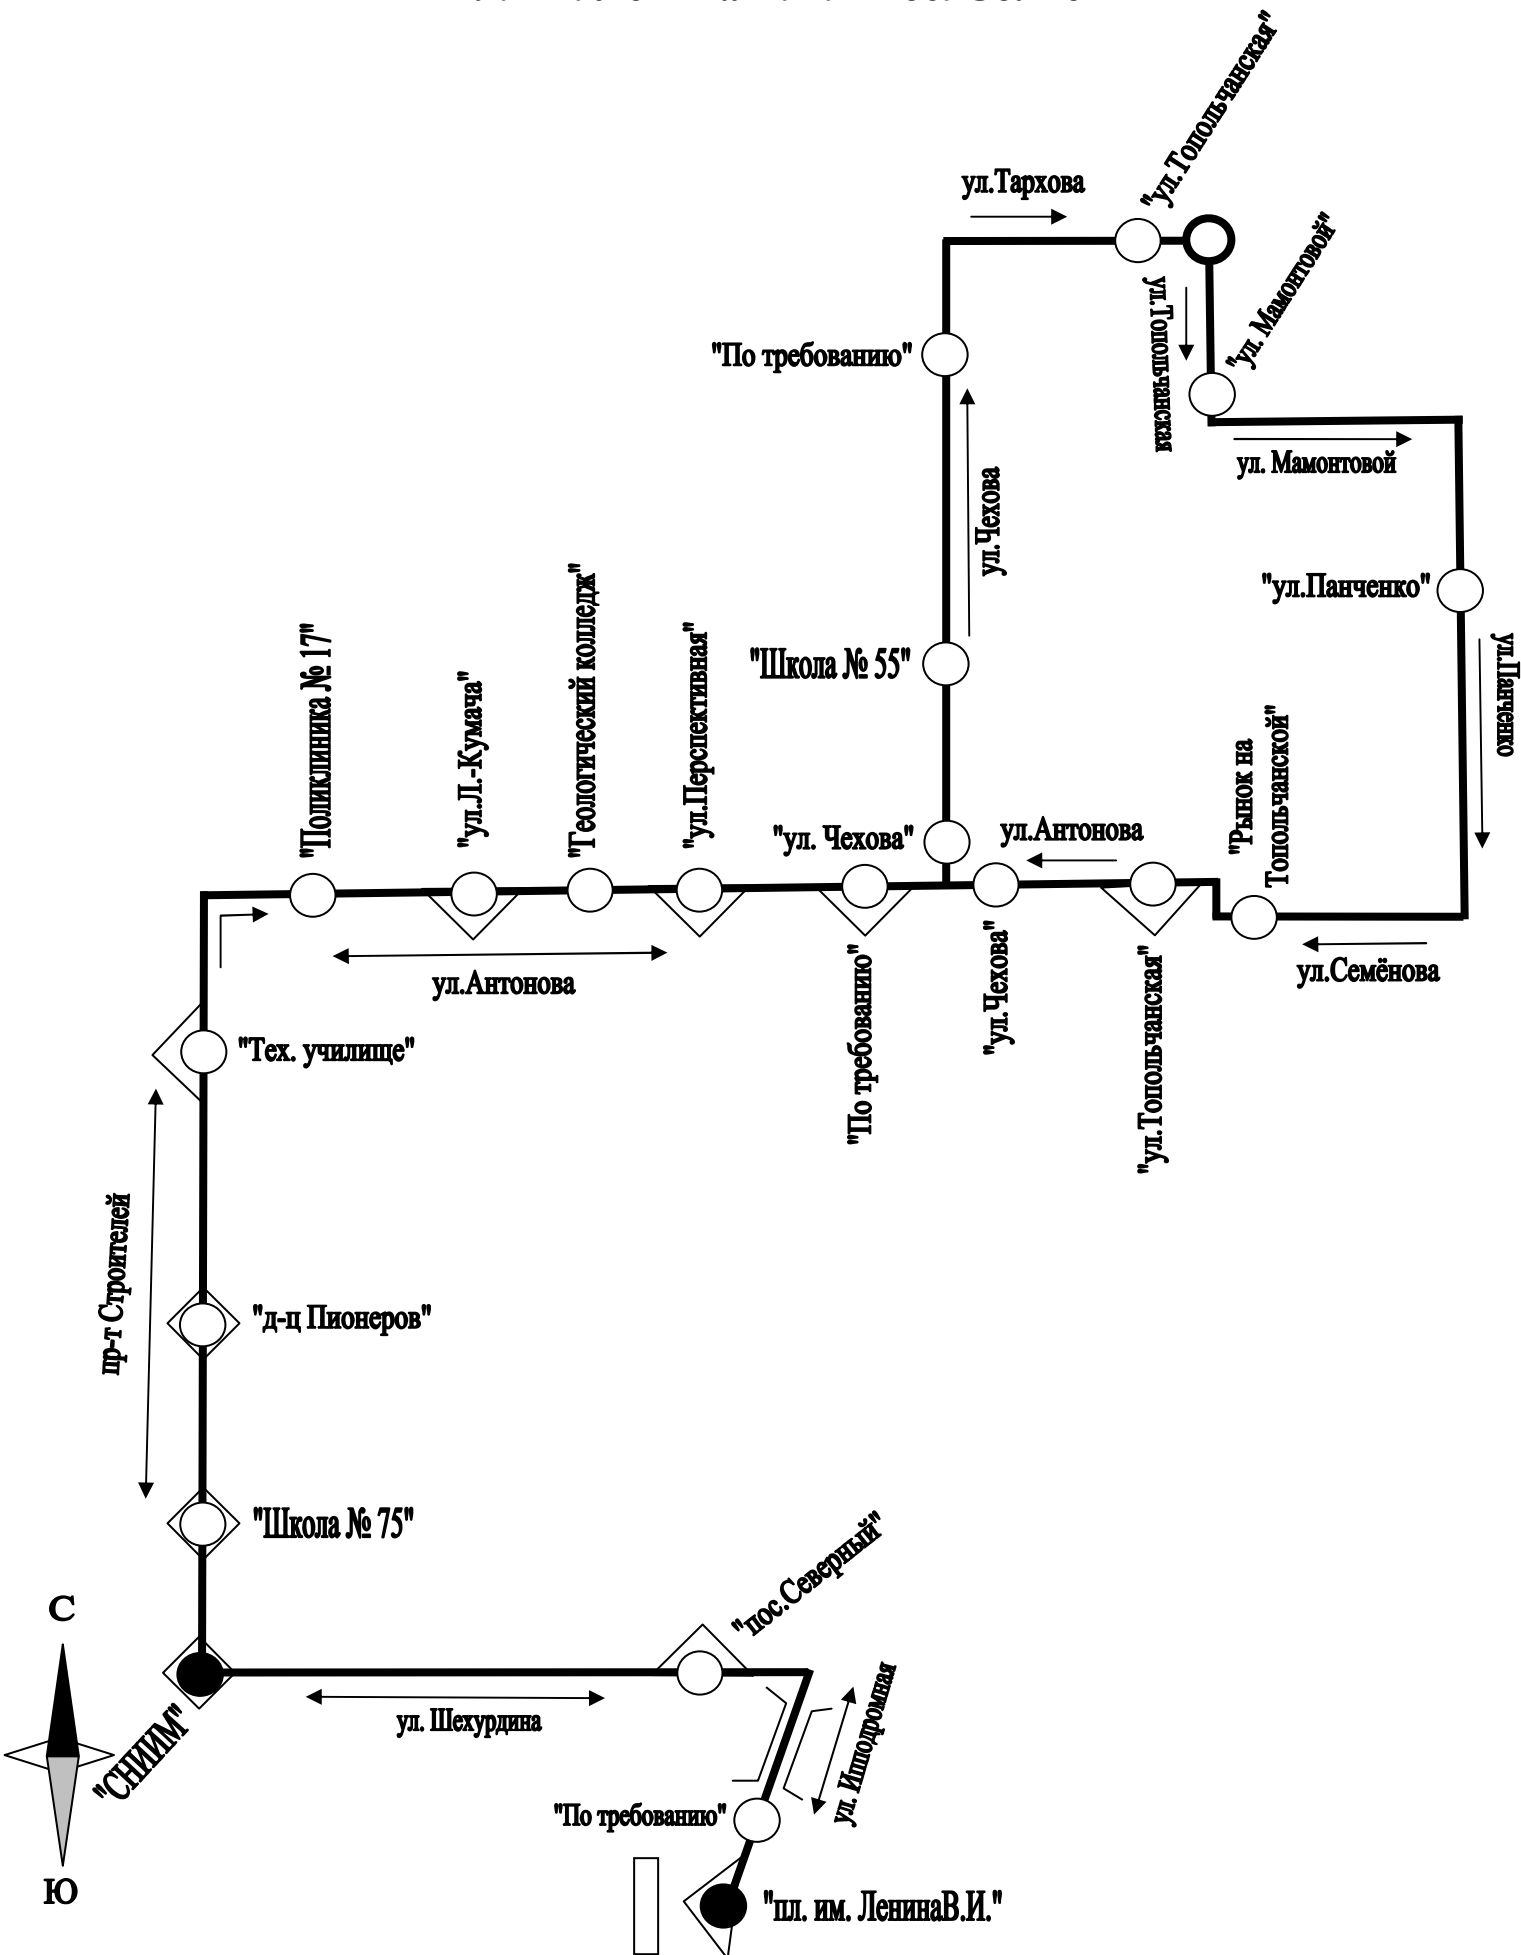 "ул.Топольчанская"
ул.Тархова
"ул. Мамонтовой"
ул.Топольчанская
"По требованию"
ул. Мамонтовой
ул.Чехова
"ул.Панченко"
ул.Панченко
"Школа № 55"
"Поликлиника № 17"
"ул.Л.-Кумача"
"Геологический колледж"
"ул.Перспективная"
"ул. Чехова"
ул.Антонова
"Рынок на
Топольчанской"
ул.Семёнова
ул.Антонова
"По требованию"
"ул.Чехова"
"ул.Топольчанская"
"Тех. училище"
пр-т Строителей
"д-ц Пионеров"
"Школа № 75"
"пос.Северный"
С
ул. Шехурдина
"СНИИМ"
ул. Ипподромная
"По требованию"
Ю
"пл. им. ЛенинаВ.И."